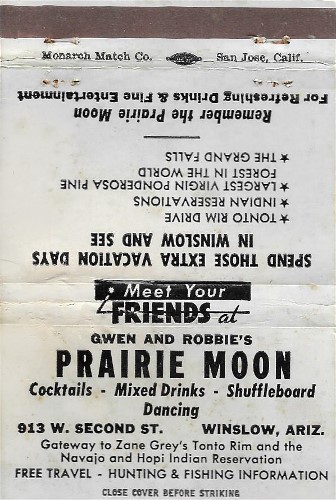 Monarch Match Co. San Jose, Calif.
SPEND THOSE EXTRA VACATION DAYS
IN WINSLOW AND SEE
★ TONTO RIM DRIVE
★ INDIAN RESERVATIONS
★ LARGEST VIRGIN PONDEROSA PINE
FOREST IN THE WORLD
★ THE GRAND FALLS
Remember the Prairie Moon
For Refreshing Drinks & Fine Entertainment
Meet Your
FRIENDS at
GWEN AND ROBBIE'S
PRAIRIE MOON
Cocktails - Mixed Drinks - Shuffleboard
Dancing
913 W. SECOND ST. WINSLOW, ARIZ.
Gateway to Zane Grey's Tonto Rim and the
Navajo and Hopi Indian Reservation
FREE TRAVEL - HUNTING & FISHING INFORMATION
CLOSE COVER BEFORE STRIKING